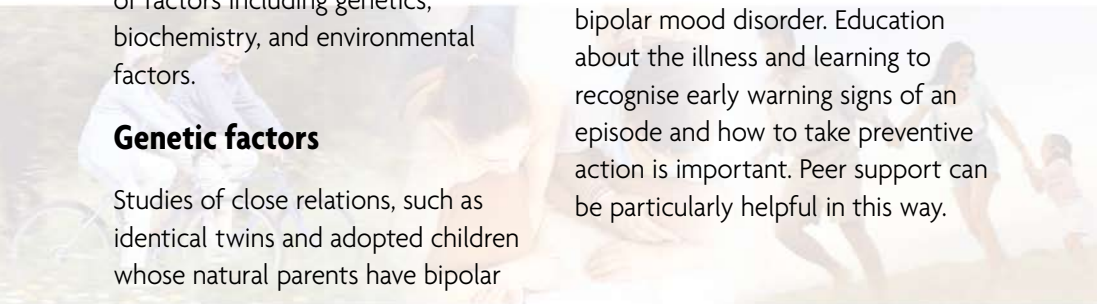 of factors including genetics,
biochemistry, and environmental
factors.
Genetic factors
Studies of close relations, such as
identical twins and adopted children
whose natural parents have bipolar
bipolar mood disorder. Education
about the illness and learning to
recognise early warning signs of an
episode and how to take preventive
action is important. Peer support can
be particularly helpful in this way.